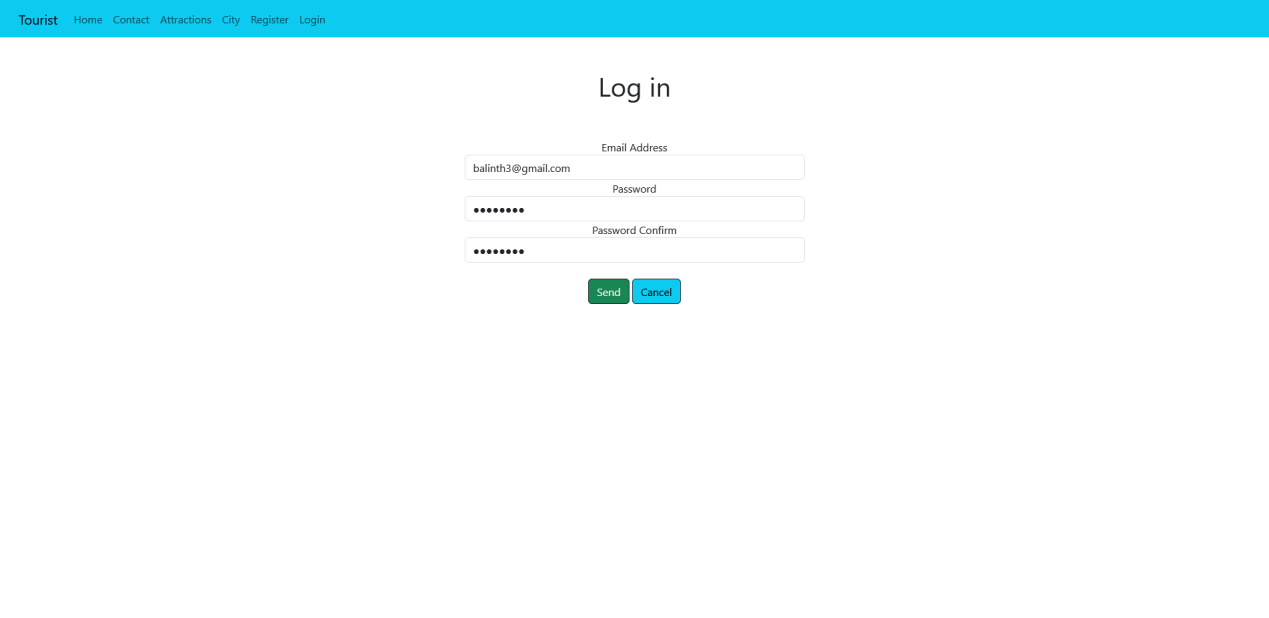 Tourist Home Contact Attractions City Register Login
Log in
Email Address
balinth3@gmail.com
Password
••••••••
Password Confirm
••••••••
Send Cancel